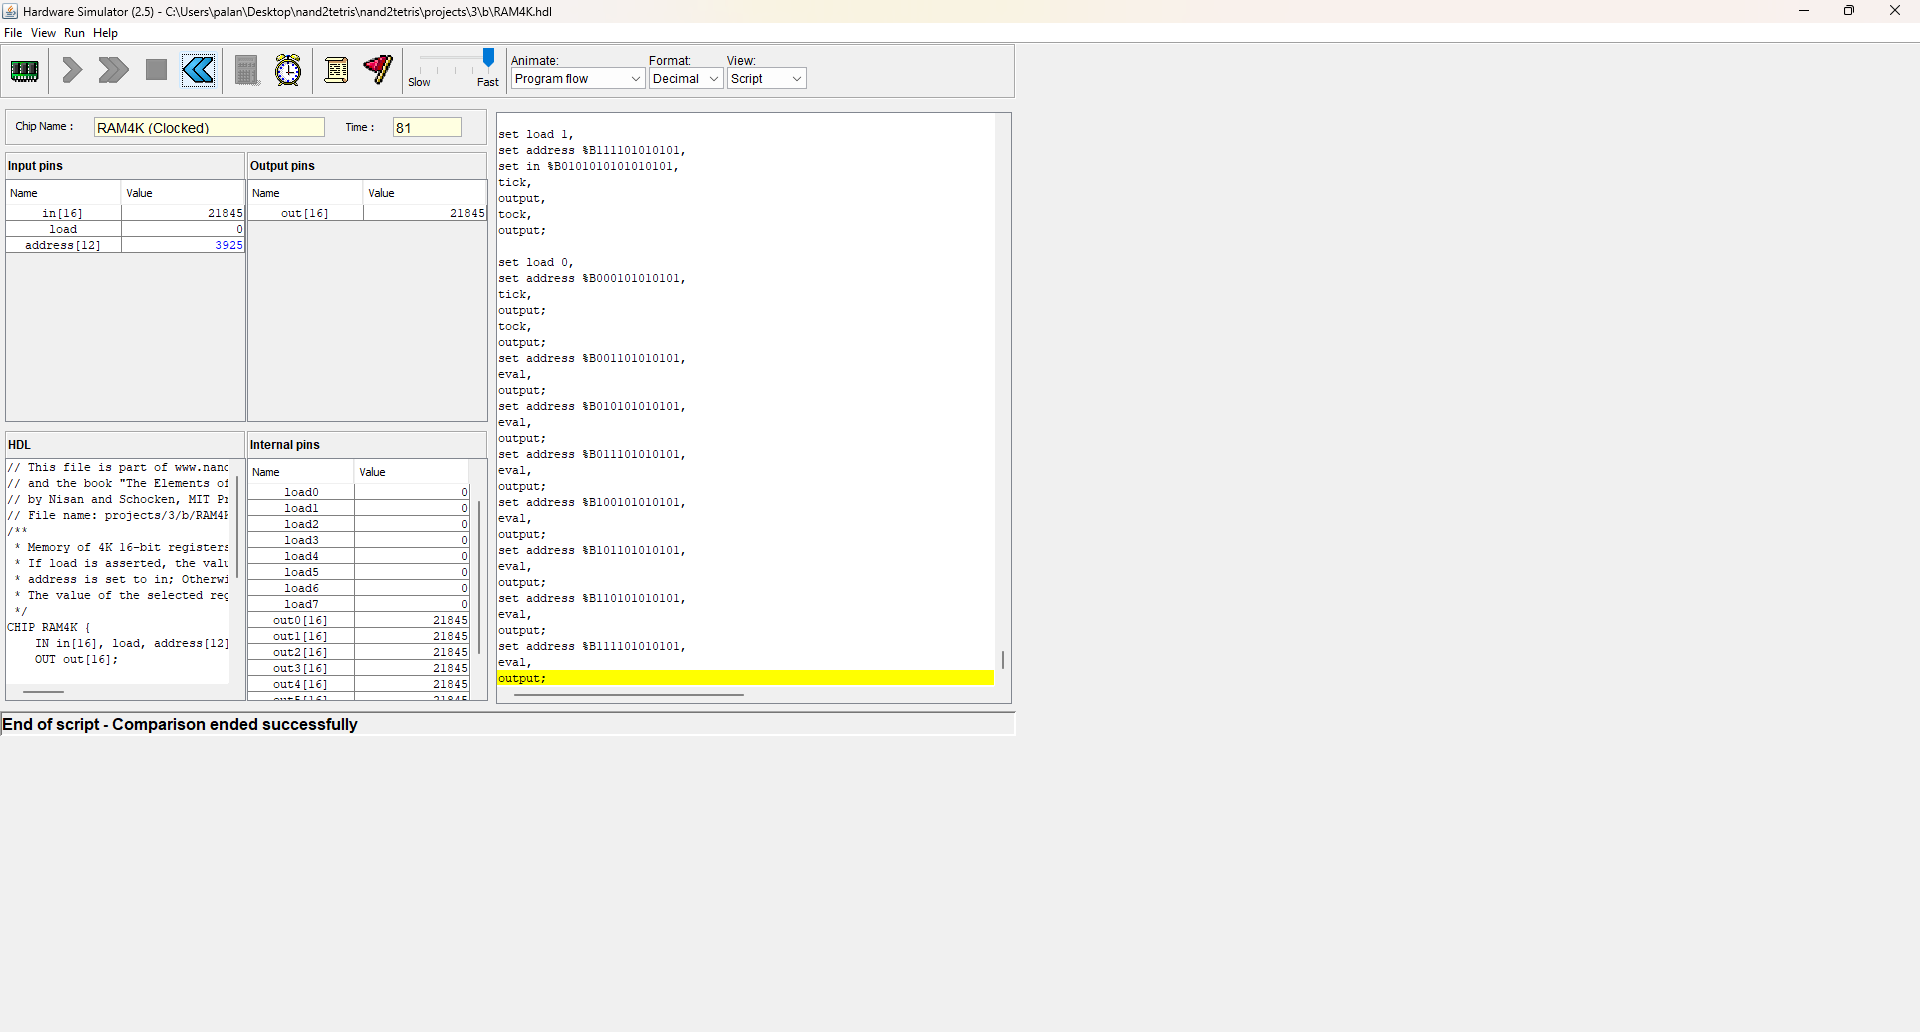 Hardware Simulator (2.5) - C:\Users\palan\Desktop\nand2tetris\nand2tetris\projects\3\b\RAM4K.hdl
File View Run Help
Slow Fast
Animate: Format: View:
Program flow Decimal Script
Chip Name : RAM4K (Clocked) Time : 81
Input pins
Name Value
in[16] 21845
load 0
address[12] 3925
Output pins
Name Value
out[16] 21845
HDL
// This file is part of www.nand
// and the book "The Elements of
// by Nisan and Schocken, MIT Pr
// File name: projects/3/b/RAM4K
/**
* Memory of 4K 16-bit registers
* If load is asserted, the valu
* address is set to in; Otherwi
* The value of the selected reg
*/
CHIP RAM4K {
IN in[16], load, address[12]
OUT out[16];
Internal pins
Name Value
load0 0
load1 0
load2 0
load3 0
load4 0
load5 0
load6 0
load7 0
out0[16] 21845
out1[16] 21845
out2[16] 21845
out3[16] 21845
out4[16] 21845
out5[16] 21845
set load 1,
set address %B111101010101,
set in %B0101010101010101,
tick,
output,
tock,
output;
set load 0,
set address %B000101010101,
tick,
output;
tock,
output;
set address %B001101010101,
eval,
output;
set address %B010101010101,
eval,
output;
set address %B011101010101,
eval,
output;
set address %B100101010101,
eval,
output;
set address %B101101010101,
eval,
output;
set address %B110101010101,
eval,
output;
set address %B111101010101,
eval,
output;
End of script - Comparison ended successfully